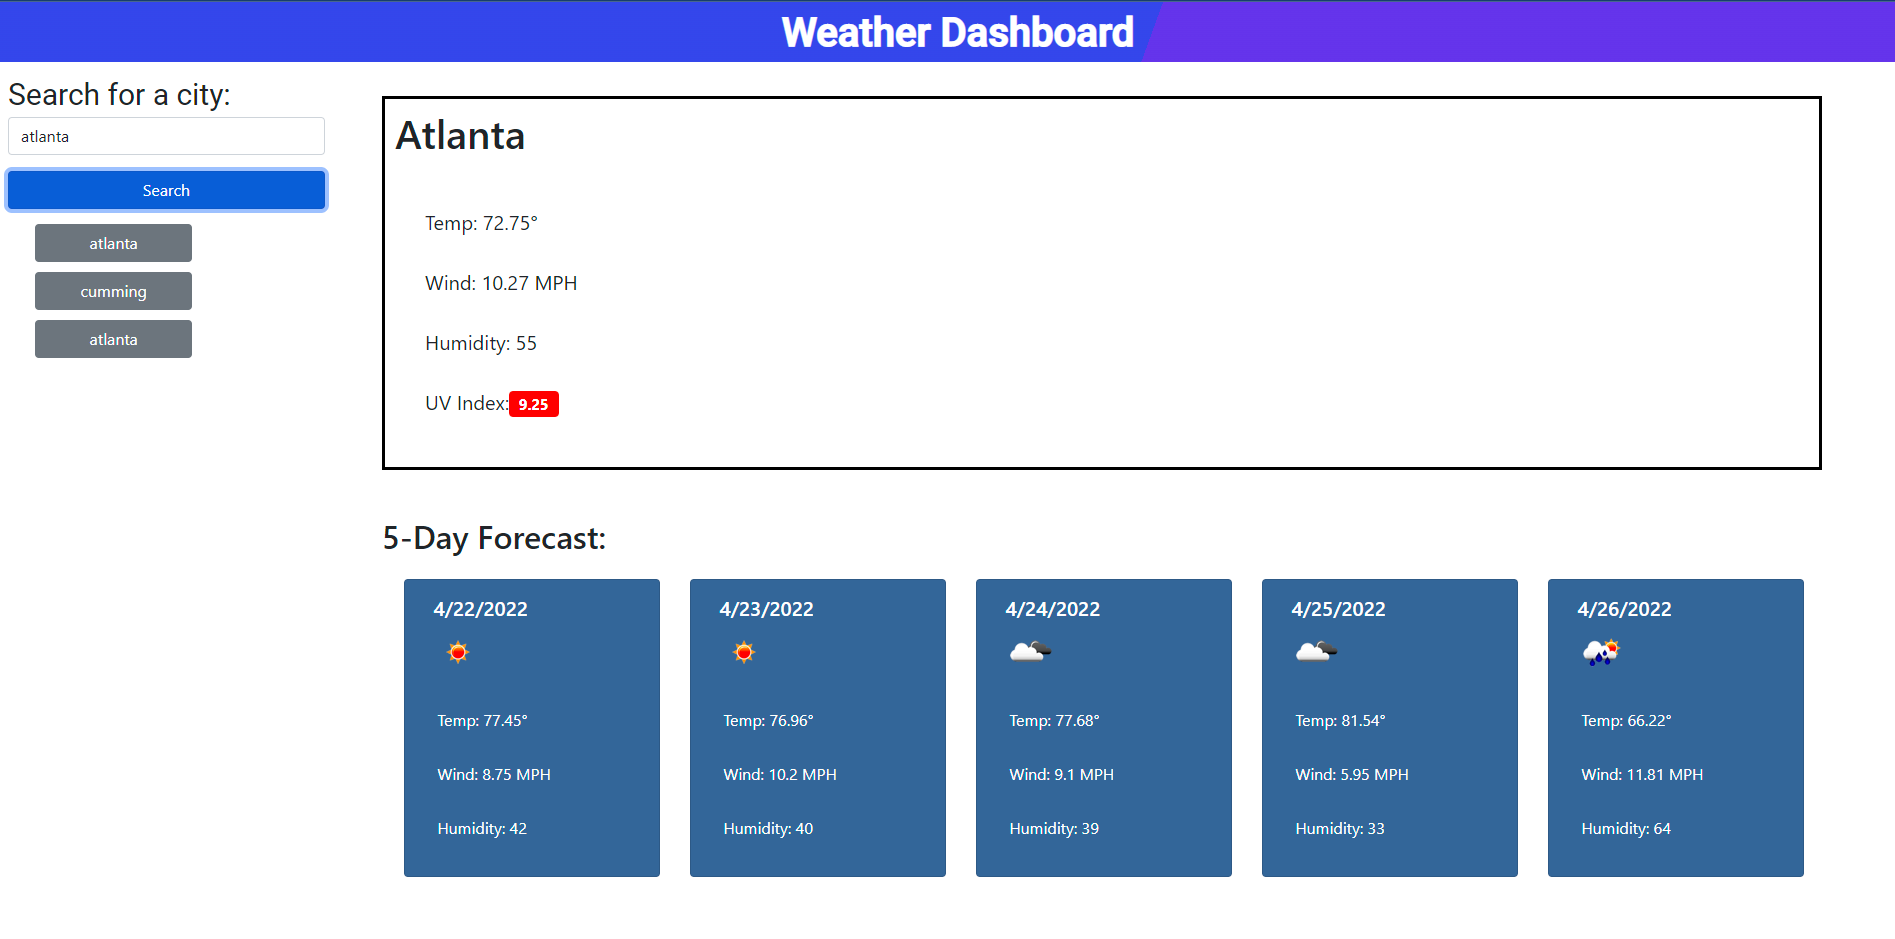 Weather Dashboard
Search for a city:
atlanta
Search
atlanta
cumming
atlanta
Atlanta
Temp: 72.75°
Wind: 10.27 MPH
Humidity: 55
UV Index: 9.25
5-Day Forecast:
4/22/2022
Temp: 77.45°
Wind: 8.75 MPH
Humidity: 42
4/23/2022
Temp: 76.96°
Wind: 10.2 MPH
Humidity: 40
4/24/2022
Temp: 77.68°
Wind: 9.1 MPH
Humidity: 39
4/25/2022
Temp: 81.54°
Wind: 5.95 MPH
Humidity: 33
4/26/2022
Temp: 66.22°
Wind: 11.81 MPH
Humidity: 64